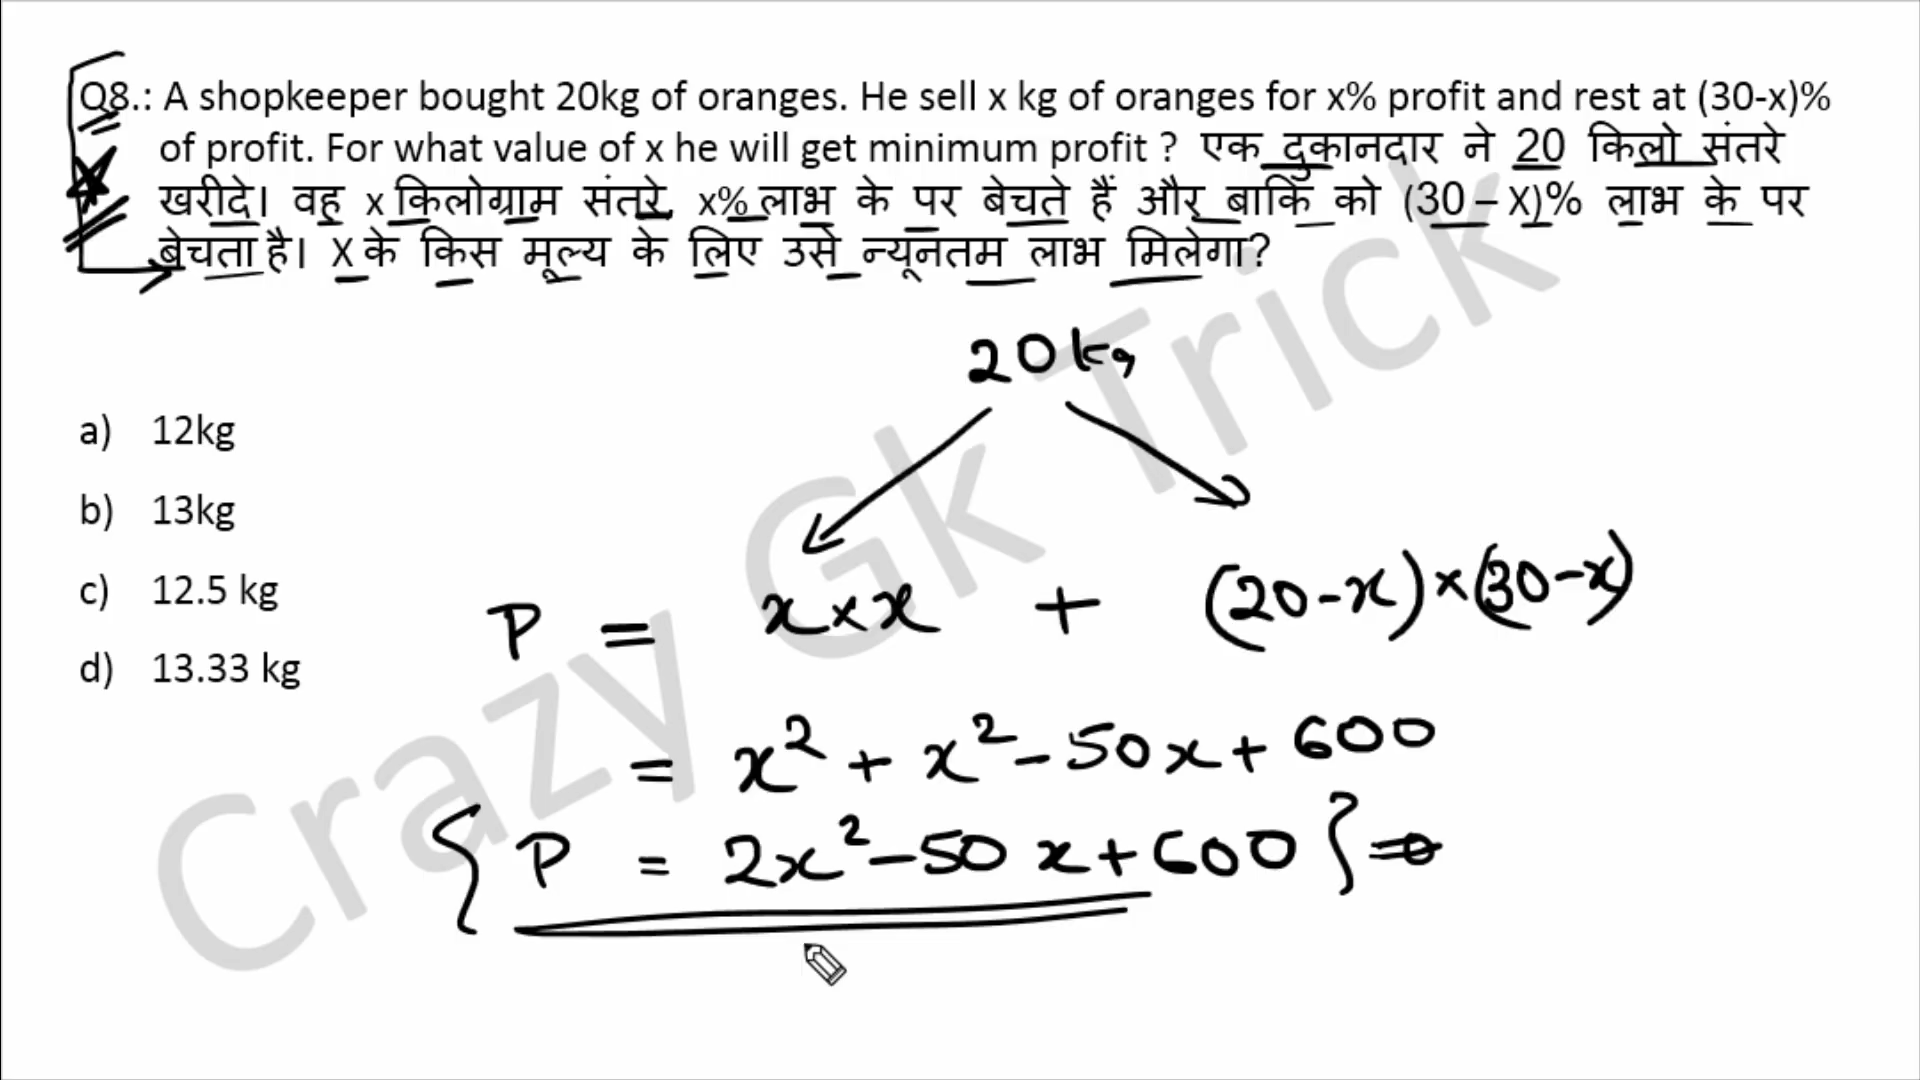 Q8.: A shopkeeper bought 20kg of oranges. He sell x kg of oranges for x% profit and rest at (30-x)%
of profit. For what value of x he will get minimum profit ? एक दुकानदार ने 20 किलो संतरे
खरीदे। वह x किलोग्राम संतरे, x% लाभ के पर बेचते हैं और बाकि को (30 – X)% लाभ के पर
बेचता है। X के किस मूल्य के लिए उसे न्यूनतम लाभ मिलेगा?
20kg
a) 12kg
b) 13kg
c) 12.5 kg
d) 13.33 kg
P = x×x + (20-x)×(30-x)
= x²+x²-50x+600
{P = 2x²-50x+600}⇒
Crazy Gk Trick